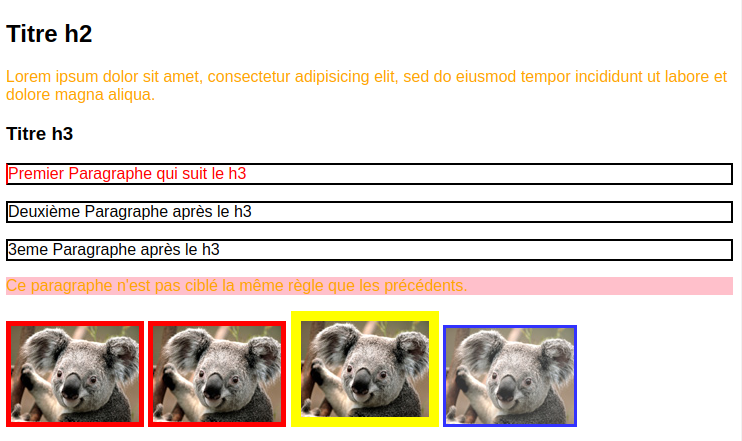 Titre h2
Lorem ipsum dolor sit amet, consectetur adipisicing elit, sed do eiusmod tempor incididunt ut labore et
dolore magna aliqua.
Titre h3
Premier Paragraphe qui suit le h3
Deuxième Paragraphe après le h3
3eme Paragraphe après le h3
Ce paragraphe n'est pas ciblé la même règle que les précédents.